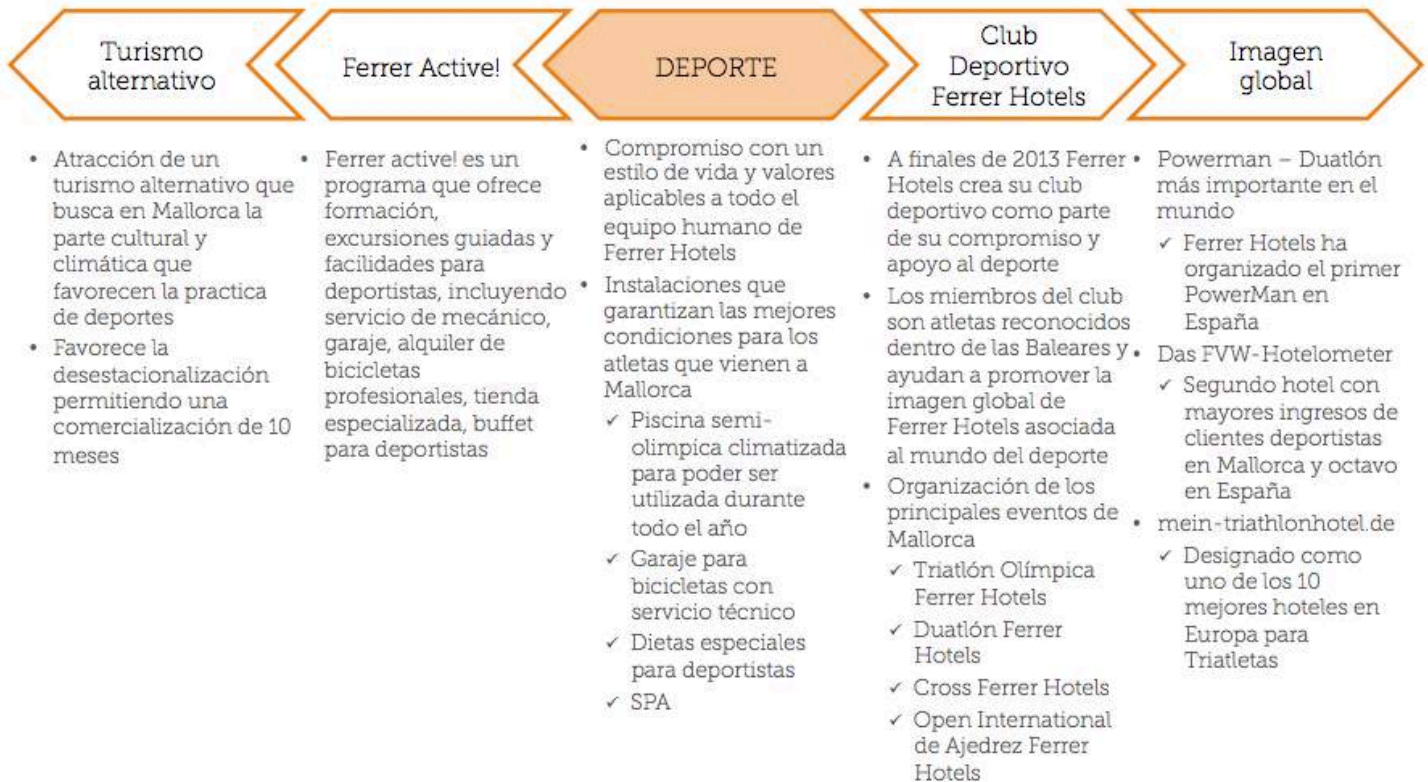 Turismo
alternativo
Ferrer Active!
DEPORTE
Club
Deportivo
Ferrer Hotels
Imagen
global
• Atracción de un
turismo alternativo que
busca en Mallorca la
parte cultural y
climática que
favorecen la practica
de deportes
• Favorece la
desestacionalización
permitiendo una
comercialización de 10
meses
• Ferrer active! es un
programa que ofrece
formación,
excursiones guiadas y
facilidades para
deportistas, incluyendo
servicio de mecánico,
garaje, alquiler de
bicicletas
profesionales, tienda
especializada, buffet
para deportistas
• Compromiso con un
estilo de vida y valores
aplicables a todo el
equipo humano de
Ferrer Hotels
• Instalaciones que
garantizan las mejores
condiciones para los
atletas que vienen a
Mallorca
✓ Piscina semi-
olimpica climatizada
para poder ser
utilizada durante
todo el año
✓ Garaje para
bicicletas con
servicio técnico
✓ Dietas especiales
para deportistas
✓ SPA
• A finales de 2013 Ferrer
Hotels crea su club
deportivo como parte
de su compromiso y
apoyo al deporte
• Los miembros del club
son atletas reconocidos
dentro de las Baleares y
ayudan a promover la
imagen global de
Ferrer Hotels asociada
al mundo del deporte
• Organización de los
principales eventos de
Mallorca
✓ Triatlón Olímpica
Ferrer Hotels
✓ Duatlón Ferrer
Hotels
✓ Cross Ferrer Hotels
✓ Open International
de Ajedrez Ferrer
Hotels
• Powerman – Duatlón
más importante en el
mundo
✓ Ferrer Hotels ha
organizado el primer
PowerMan en
España
• Das FVW-Hotelometer
✓ Segundo hotel con
mayores ingresos de
clientes deportistas
en Mallorca y octavo
en España
• mein-triathlonhotel.de
✓ Designado como
uno de los 10
mejores hoteles en
Europa para
Triatletas